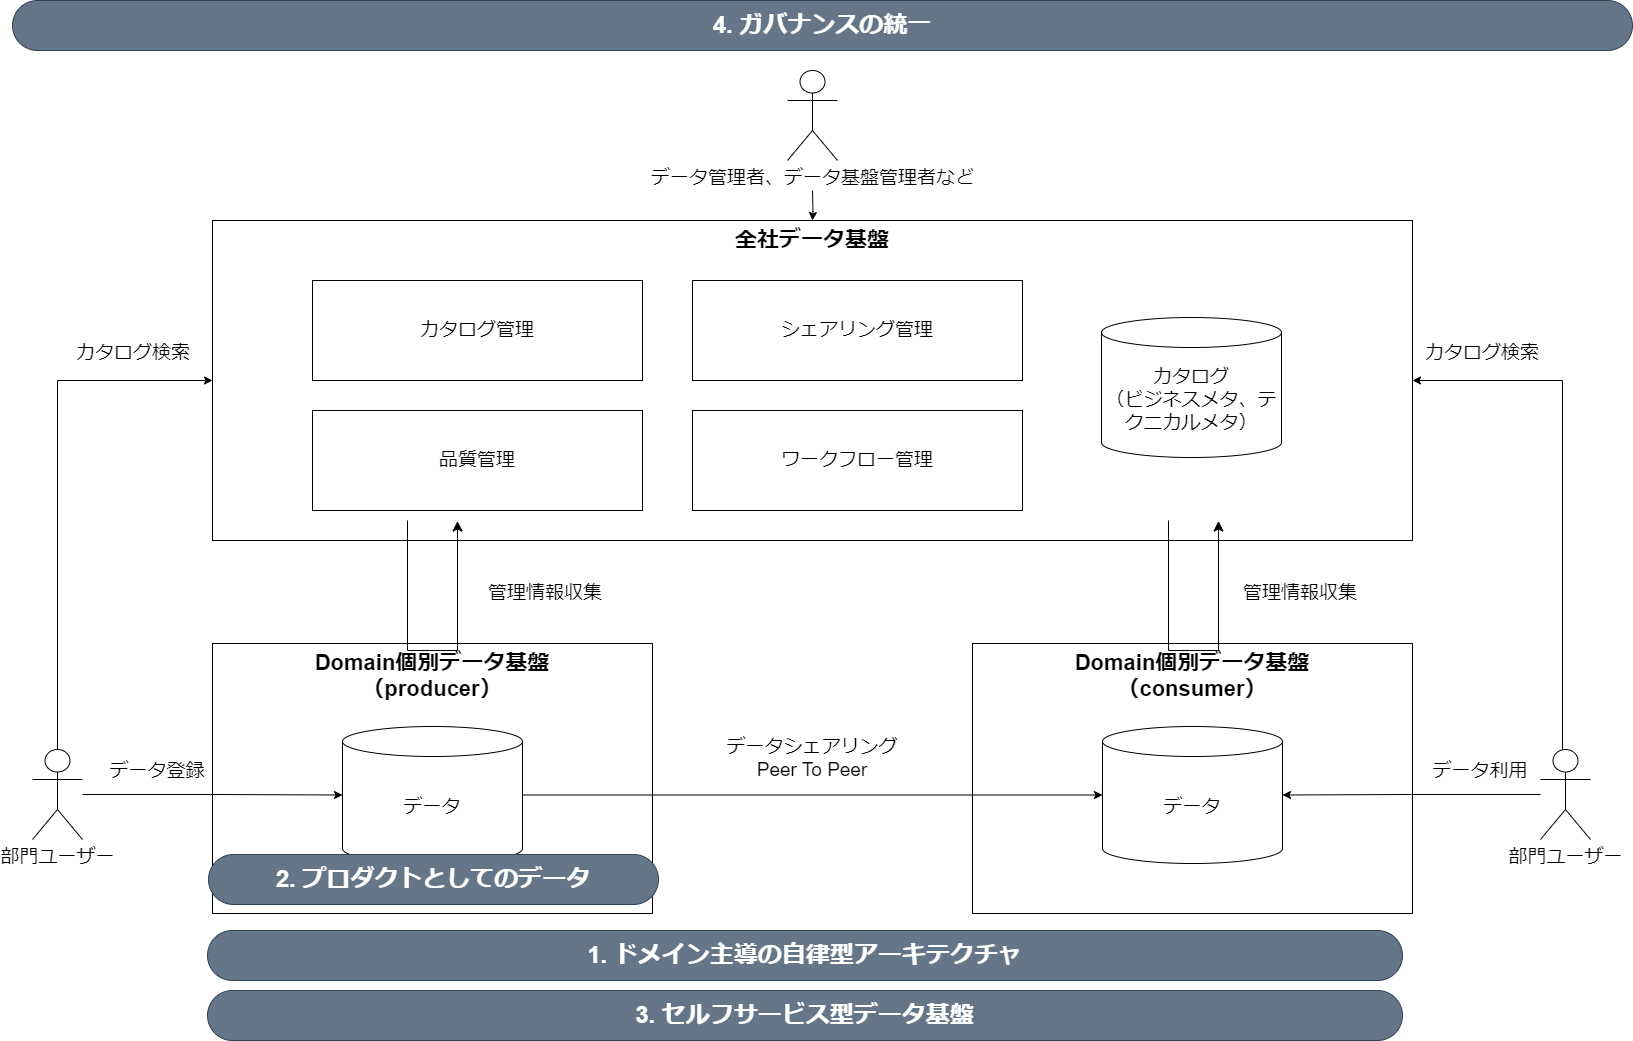 4. ガバナンスの統一
データ管理者、データ基盤管理者など
全社データ基盤
カタログ管理
シェアリング管理
カタログ
（ビジネスメタ、テ
クニカルメタ）
品質管理
ワークフロー管理
カタログ検索
カタログ検索
管理情報収集
管理情報収集
Domain個別データ基盤
（producer）
Domain個別データ基盤
（consumer）
データ登録
データ
データシェアリング
Peer To Peer
データ
データ利用
部門ユーザー
部門ユーザー
2. プロダクトとしてのデータ
1. ドメイン主導の自律型アーキテクチャ
3. セルフサービス型データ基盤